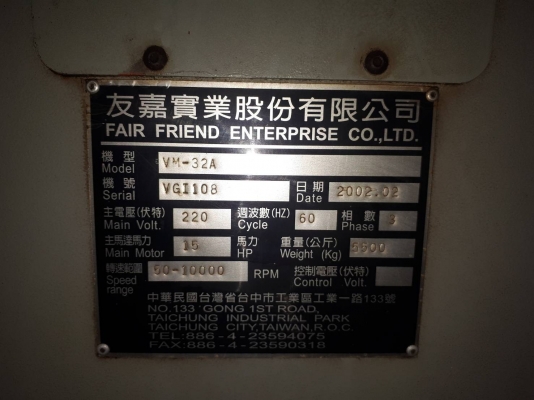 友嘉實業股份有限公司
FAIR FRIEND ENTERPRISE CO.,LTD.
機型 Model VM-32A
機號 Serial VGI108 日期 Date 2002.02
主電壓(伏特) Main Volt. 220 週波數(HZ) Cycle 60 相數 Phase 3
主馬達馬力 Main Motor 15 馬力 HP 重量(公斤) Weight (Kg) 5500
轉速範圍 Speed range 60-10000 RPM 控制電壓(伏特) Control Volt.
中華民國台灣省台中市工業區工業一路133號
NO.133 GONG 1ST ROAD,
TAICHUNG INDUSTRIAL PARK
TAICHUNG CITY,TAIWAN,R.O.C.
TEL:886-4-23594075
FAX:886-4-23590318